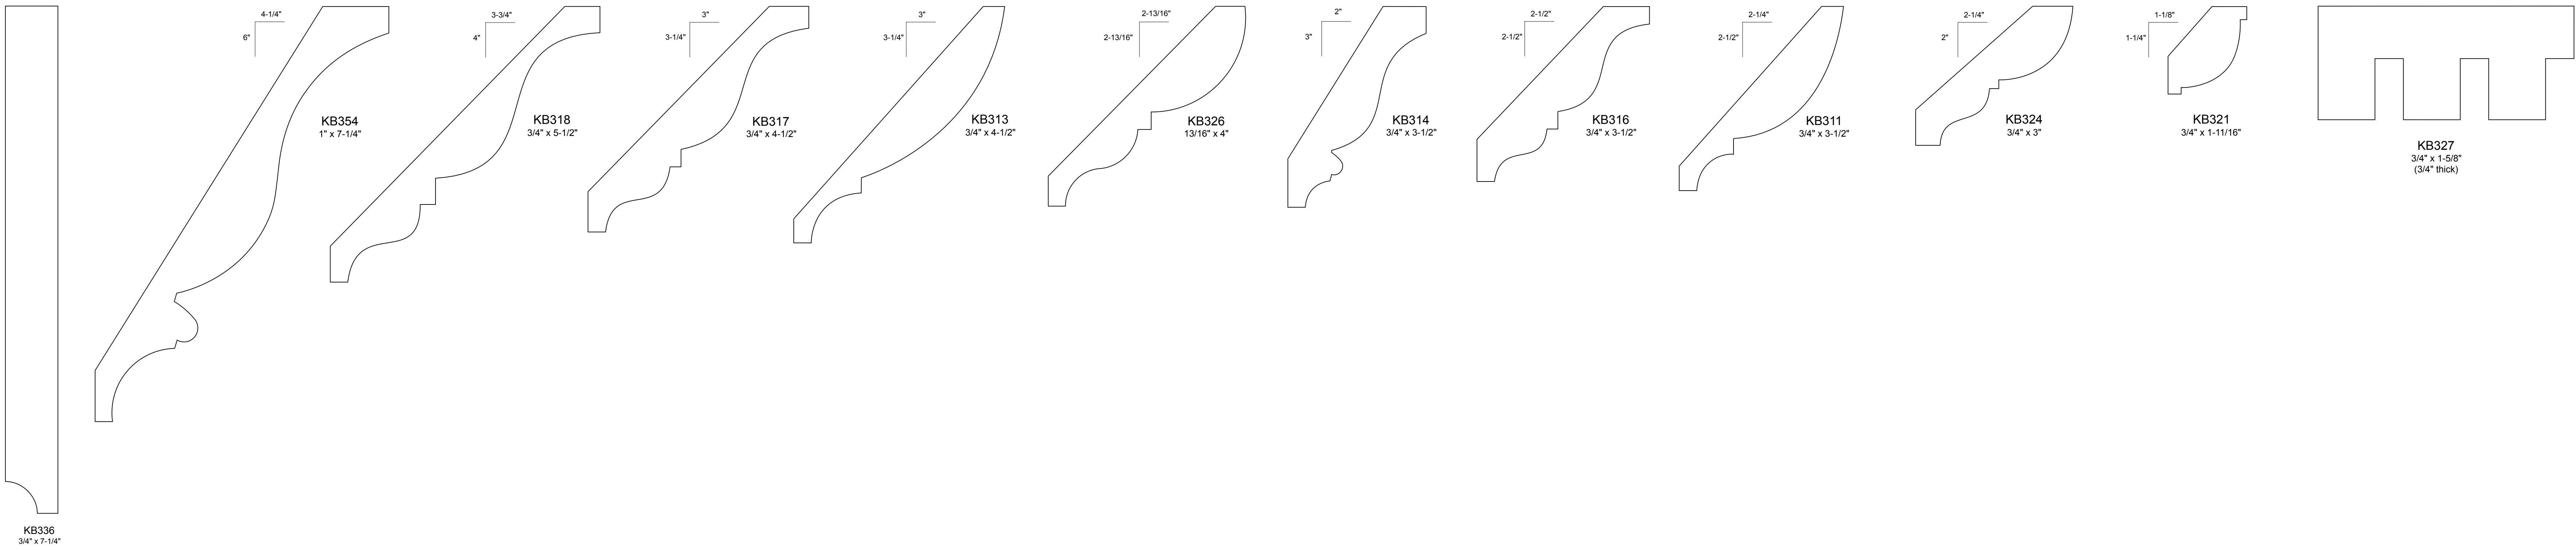 KB336
3/4" x 7-1/4"
4-1/4"
6"
KB354
1" x 7-1/4"
3-3/4"
4"
KB318
3/4" x 5-1/2"
3"
3-1/4"
KB317
3/4" x 4-1/2"
3"
3-1/4"
KB313
3/4" x 4-1/2"
2-13/16"
2-13/16"
KB326
13/16" x 4"
2"
3"
KB314
3/4" x 3-1/2"
2-1/2"
2-1/2"
KB316
3/4" x 3-1/2"
2-1/4"
2-1/2"
KB311
3/4" x 3-1/2"
2-1/4"
2"
KB324
3/4" x 3"
1-1/8"
1-1/4"
KB321
3/4" x 1-11/16"
KB327
3/4" x 1-5/8"
(3/4" thick)